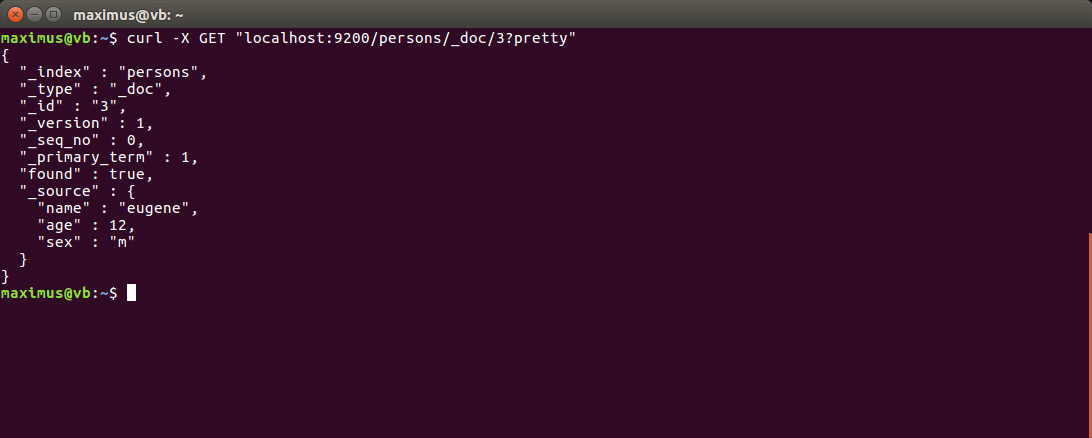 maximus@vb: ~
maximus@vb:~$ curl -X GET "localhost:9200/persons/_doc/3?pretty"
{
  "_index" : "persons",
  "_type" : "_doc",
  "_id" : "3",
  "_version" : 1,
  "_seq_no" : 0,
  "_primary_term" : 1,
  "found" : true,
  "_source" : {
    "name" : "eugene",
    "age" : 12,
    "sex" : "m"
  }
}
maximus@vb:~$